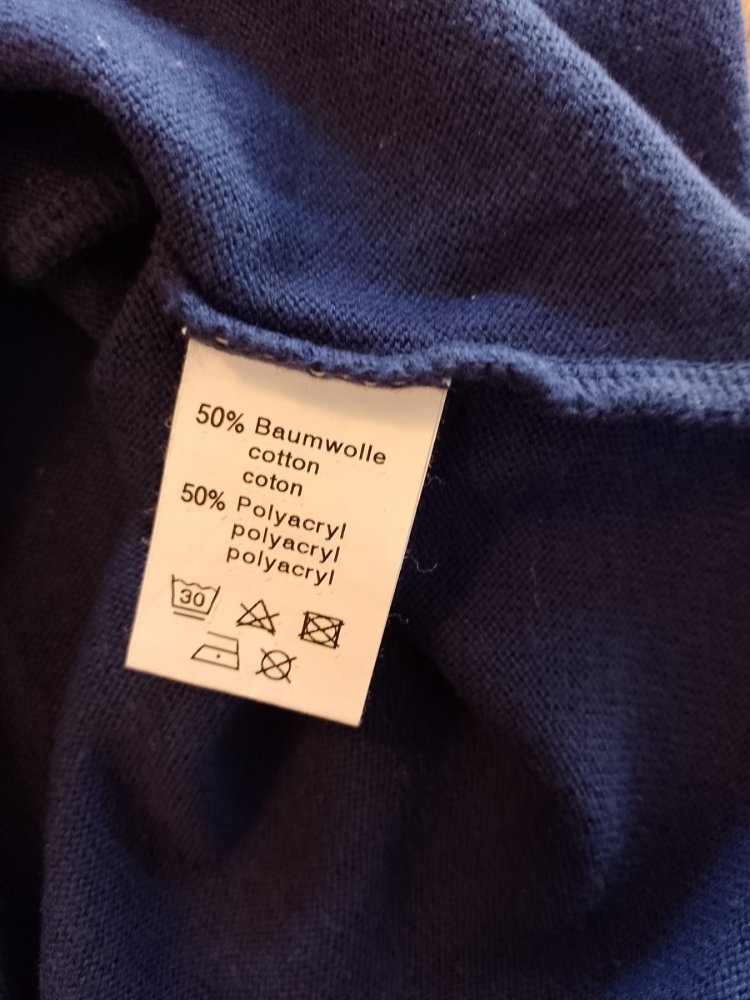 50% Baumwolle
cotton
coton
50% Polyacryl
polyacryl
polyacryl
30